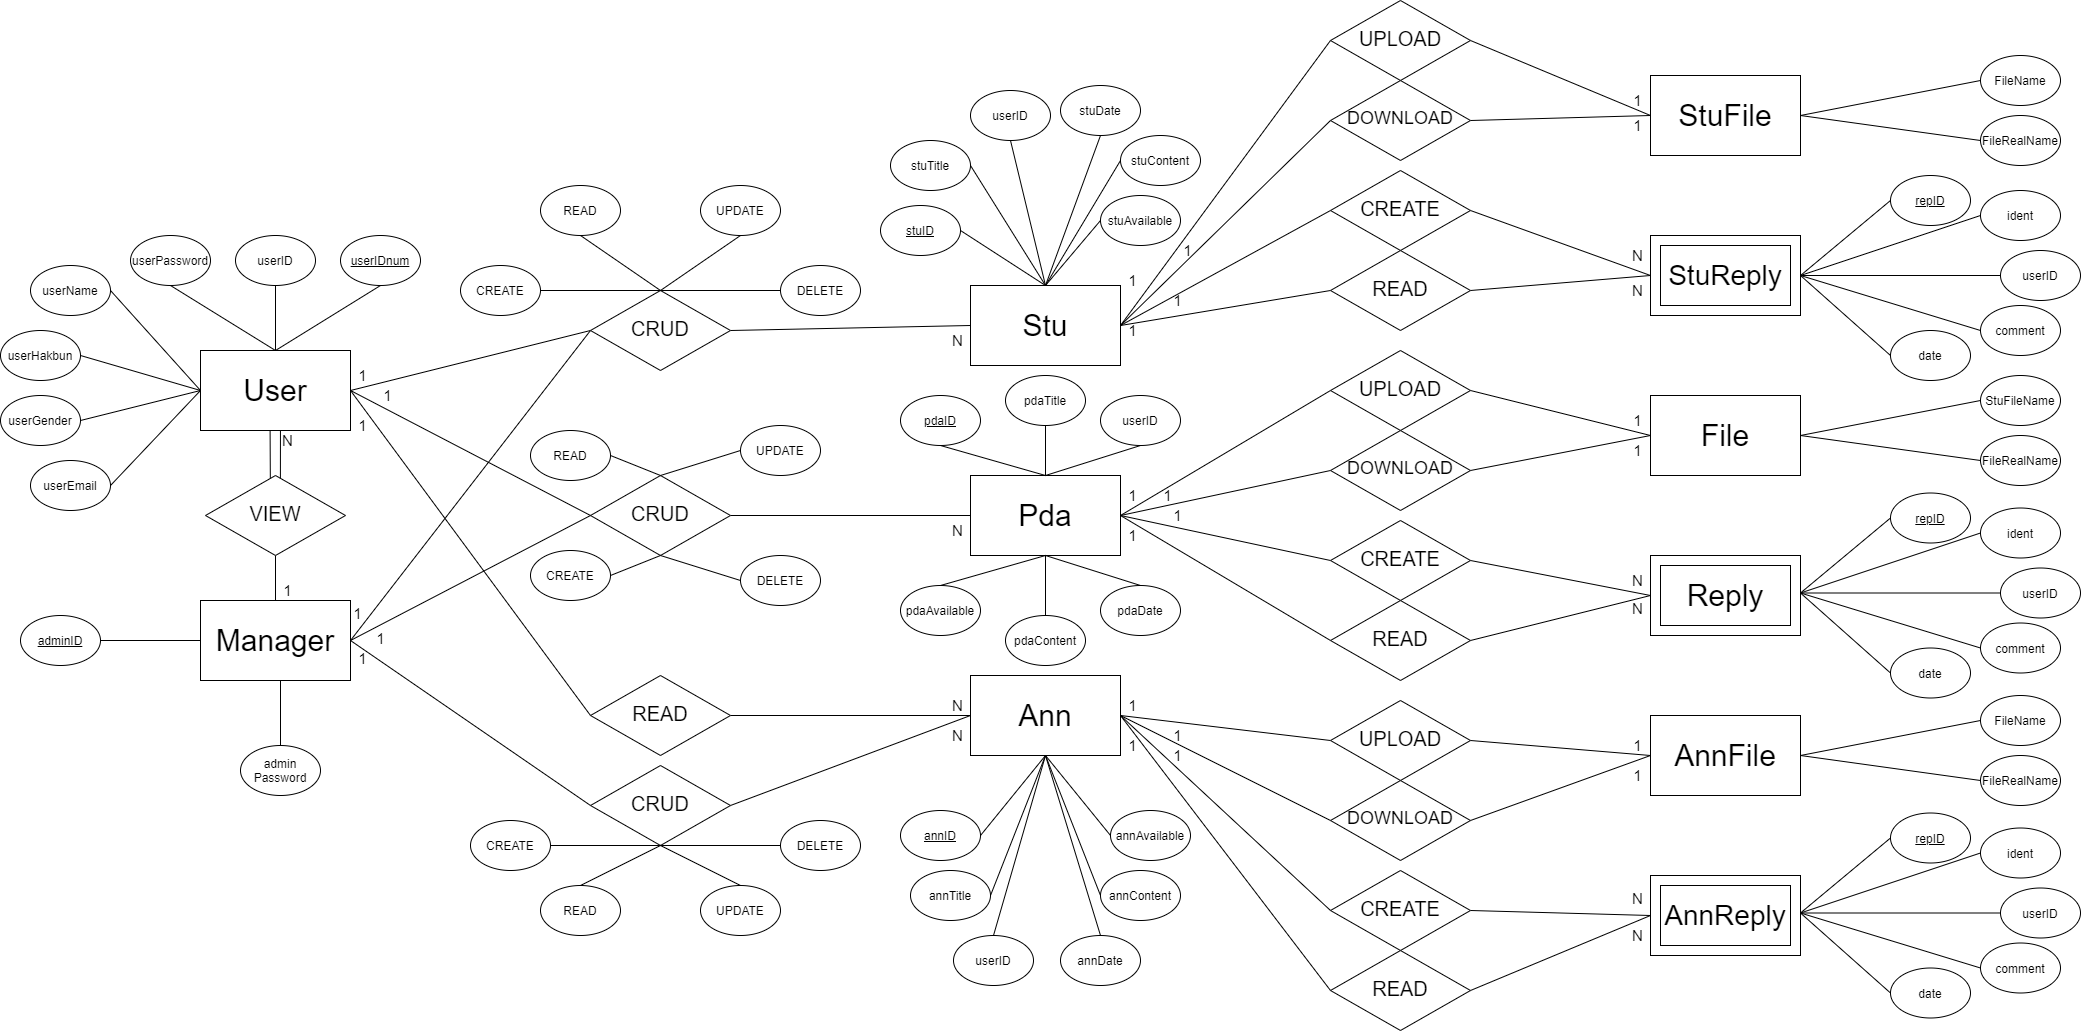 UPLOAD
DOWNLOAD
1
1
StuFile
FileName
FileRealName
userID
stuDate
stuTitle
stuContent
stuID
stuAvailable
CREATE
READ
1
1
1
1
N
N
StuReply
repID
ident
userID
comment
date
READ
UPDATE
CREATE
DELETE
CRUD
Stu
N
userPassword
userID
userIDnum
userName
userHakbun
userGender
userEmail
User
1
1
1
N
VIEW
1
Manager
adminID
admin
Password
1
1
1
READ
UPDATE
CRUD
CREATE
DELETE
N
pdaID
pdaTitle
userID
Pda
pdaAvailable
pdaContent
pdaDate
1
1
1
1
UPLOAD
DOWNLOAD
1
1
File
StuFileName
FileRealName
CREATE
READ
N
N
Reply
repID
ident
userID
comment
date
READ
CRUD
CREATE
DELETE
READ
UPDATE
N
N
Ann
annID
annAvailable
annTitle
annContent
userID
annDate
1
1
1
1
UPLOAD
DOWNLOAD
1
1
AnnFile
FileName
FileRealName
CREATE
READ
N
N
AnnReply
repID
ident
userID
comment
date